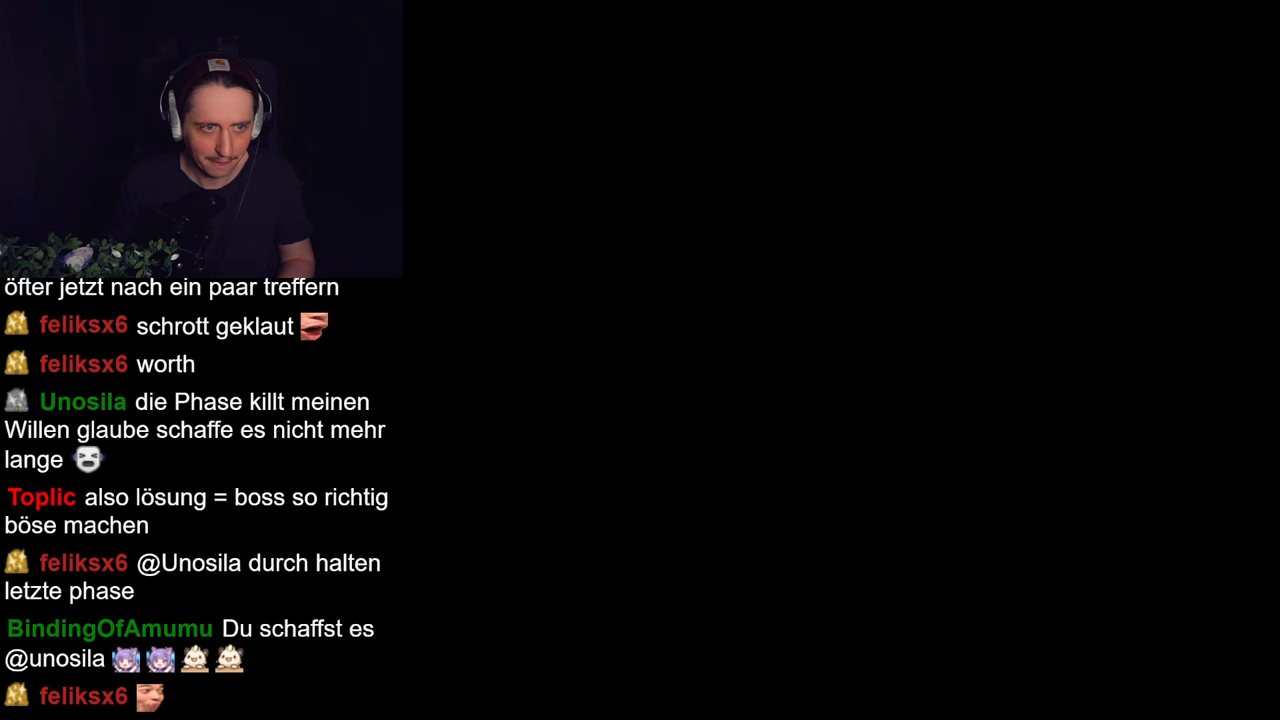 öfter jetzt nach ein paar treffern
feliksx6 schrott geklaut
feliksx6 worth
Unosila die Phase killt meinen
Willen glaube schaffe es nicht mehr
lange
Toplic also lösung = boss so richtig
böse machen
feliksx6 @Unosila durch halten
letzte phase
BindingOfAmumu Du schaffst es
@unosila
feliksx6